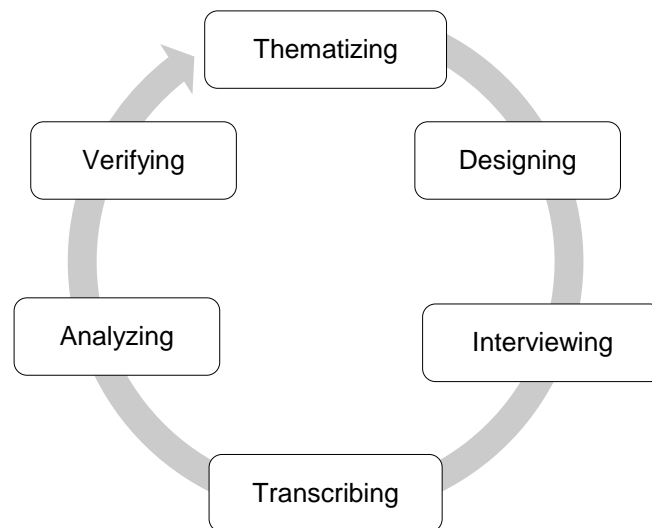 Thematizing
Designing
Interviewing
Transcribing
Analyzing
Verifying